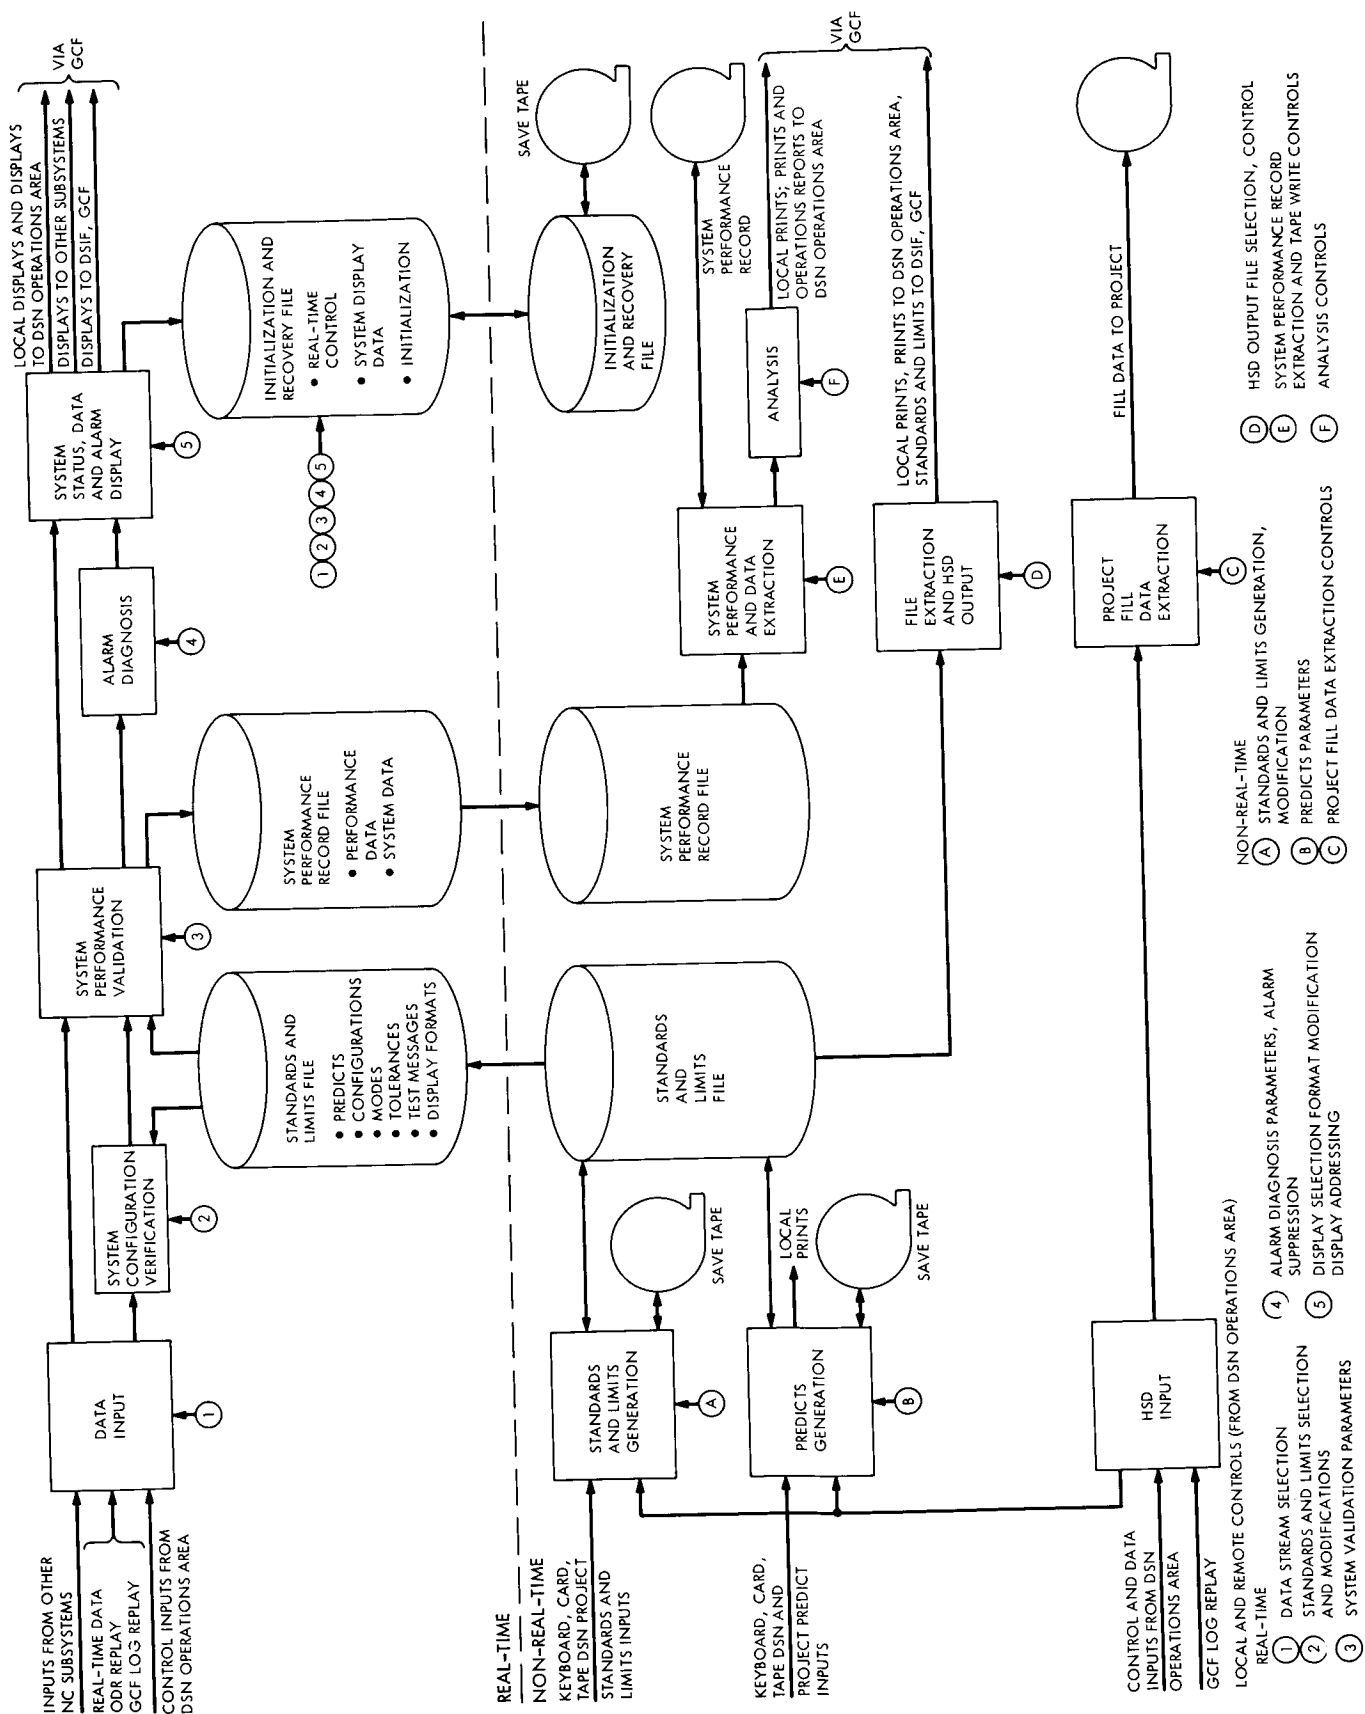 INPUTS FROM OTHER
NC SUBSYSTEMS
REAL-TIME DATA
ODR REPLAY
GCF LOG REPLAY
CONTROL INPUTS FROM
DSN OPERATIONS AREA
DATA
INPUT
1
SYSTEM
CONFIGURATION
VERIFICATION
2
SYSTEM
PERFORMANCE
VALIDATION
3
ALARM
DIAGNOSIS
4
SYSTEM
STATUS, DATA
AND ALARM
DISPLAY
5
LOCAL DISPLAYS AND DISPLAYS
TO DSN OPERATIONS AREA
DISPLAYS TO OTHER SUBSYSTEMS
DISPLAYS TO DSIF, GCF
VIA
GCF
STANDARDS AND
LIMITS FILE
• PREDICTS
• CONFIGURATIONS
• MODES
• TOLERANCES
• TEST MESSAGES
• DISPLAY FORMATS
SYSTEM
PERFORMANCE
RECORD FILE
• PERFORMANCE
DATA
• SYSTEM DATA
1 2 3 4 5
INITIALIZATION AND
RECOVERY FILE
• REAL-TIME
CONTROL
• SYSTEM DISPLAY
DATA
• INITIALIZATION
REAL-TIME
NON-REAL-TIME
KEYBOARD, CARD,
TAPE DSN PROJECT
STANDARDS AND
LIMITS INPUTS
STANDARDS
AND LIMITS
GENERATION
A
SAVE TAPE
STANDARDS
AND
LIMITS
FILE
SYSTEM
PERFORMANCE
RECORD FILE
INITIALIZATION
AND RECOVERY
FILE
SAVE TAPE
KEYBOARD, CARD,
TAPE DSN AND
PROJECT PREDICT
INPUTS
PREDICTS
GENERATION
B
LOCAL
PRINTS
SAVE TAPE
SYSTEM
PERFORMANCE
AND DATA
EXTRACTION
E
SYSTEM
PERFORMANCE
RECORD
ANALYSIS
F
LOCAL PRINTS; PRINTS AND
OPERATIONS REPORTS TO
DSN OPERATIONS AREA
VIA
GCF
FILE
EXTRACTION
AND HSD
OUTPUT
D
LOCAL PRINTS, PRINTS TO DSN OPERATIONS AREA,
STANDARDS AND LIMITS TO DSIF, GCF
CONTROL AND DATA
INPUTS FROM DSN
OPERATIONS AREA
GCF LOG REPLAY
HSD
INPUT
PROJECT
FILL
DATA
EXTRACTION
C
FILL DATA TO PROJECT
LOCAL AND REMOTE CONTROLS (FROM DSN OPERATIONS AREA)
REAL-TIME
1 DATA STREAM SELECTION
2 STANDARDS AND LIMITS SELECTION
AND MODIFICATIONS
3 SYSTEM VALIDATION PARAMETERS
4 ALARM DIAGNOSIS PARAMETERS, ALARM
SUPPRESSION
5 DISPLAY SELECTION FORMAT MODIFICATION
DISPLAY ADDRESSING
NON-REAL-TIME
A STANDARDS AND LIMITS GENERATION,
MODIFICATION
B PREDICTS PARAMETERS
C PROJECT FILL DATA EXTRACTION CONTROLS
D HSD OUTPUT FILE SELECTION, CONTROL
E SYSTEM PERFORMANCE RECORD
EXTRACTION AND TAPE WRITE CONTROLS
F ANALYSIS CONTROLS